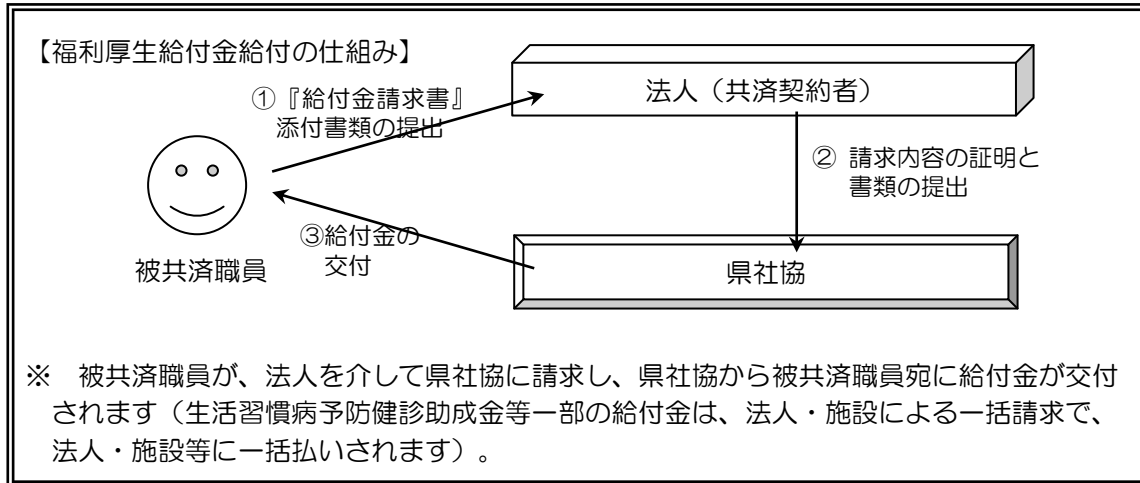 【福利厚生給付金給付の仕組み】
法人（共済契約者）
①『給付金請求書』
添付書類の提出
② 請求内容の証明と
書類の提出
③給付金の
交付
被共済職員
県社協
※　被共済職員が、法人を介して県社協に請求し、県社協から被共済職員宛に給付金が交付
されます（生活習慣病予防健診助成金等一部の給付金は、法人・施設による一括請求で、
法人・施設等に一括払いされます）。